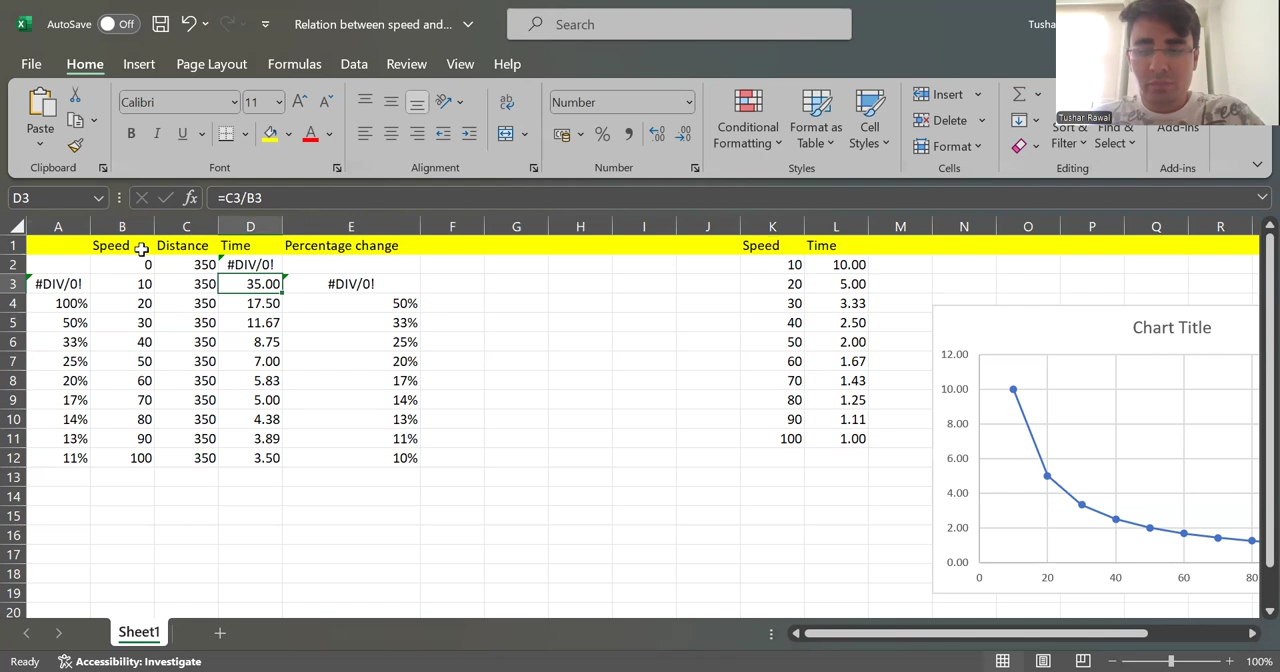 AutoSave Off Relation between speed and... Search Tusha
File Home Insert Page Layout Formulas Data Review View Help
Paste Calibri 11 Number Conditional Formatting Format as Table Cell Styles Insert Delete Format Sort & Filter Find & Select Add-ins
Clipboard Font Alignment Number Styles Cells Editing Add-ins
Tushar Rawal
D3 fx =C3/B3
A B C D E F G H I J K L M N O P Q R
1 Speed Distance Time Percentage change Speed Time
2 0 350 #DIV/0! 10 10.00
3 #DIV/0! 10 350 35.00 #DIV/0! 20 5.00
4 100% 20 350 17.50 50% 30 3.33
5 50% 30 350 11.67 33% 40 2.50
6 33% 40 350 8.75 25% 50 2.00
7 25% 50 350 7.00 20% 60 1.67
8 20% 60 350 5.83 17% 70 1.43
9 17% 70 350 5.00 14% 80 1.25
10 14% 80 350 4.38 13% 90 1.11
11 13% 90 350 3.89 11% 100 1.00
12 11% 100 350 3.50 10%
13
14
15
16
17
18
19
20
Chart Title
12.00
10.00
8.00
6.00
4.00
2.00
0.00
0 20 40 60 80
Sheet1
Ready Accessibility: Investigate 100%